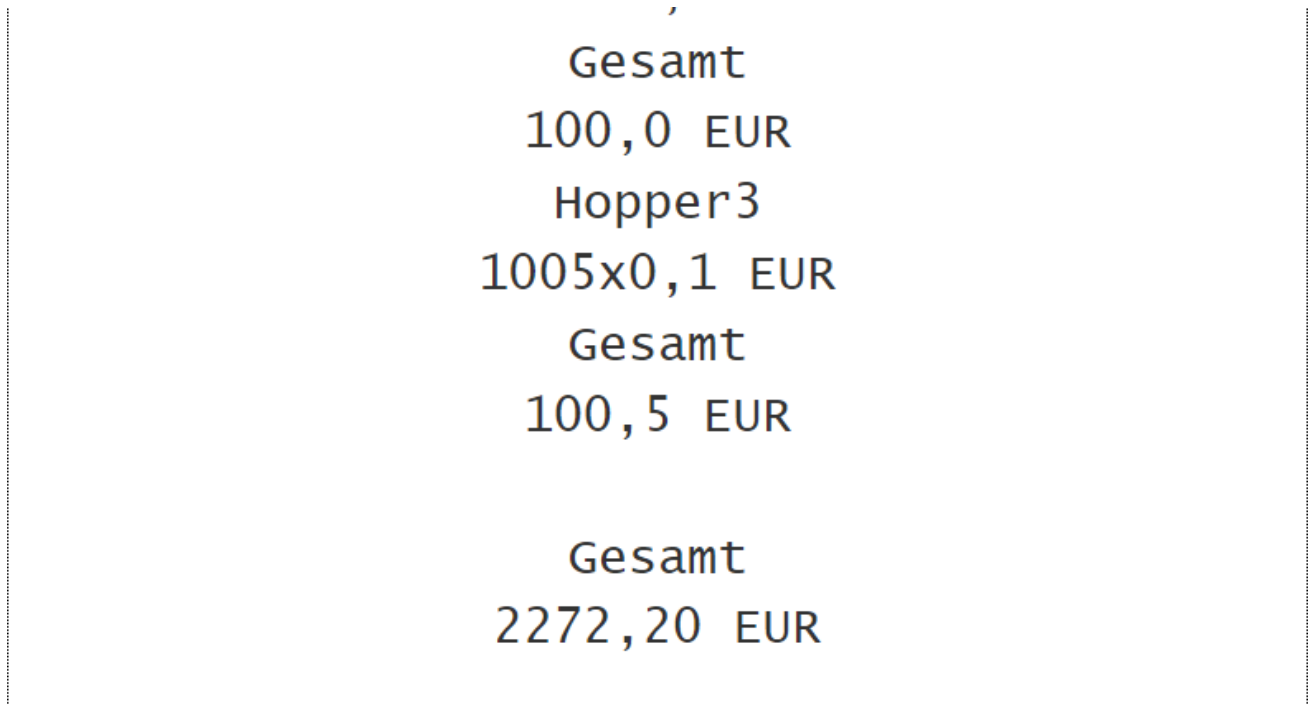 Gesamt
100,0 EUR
Hopper3
1005x0,1 EUR
Gesamt
100,5 EUR
Gesamt
2272,20 EUR